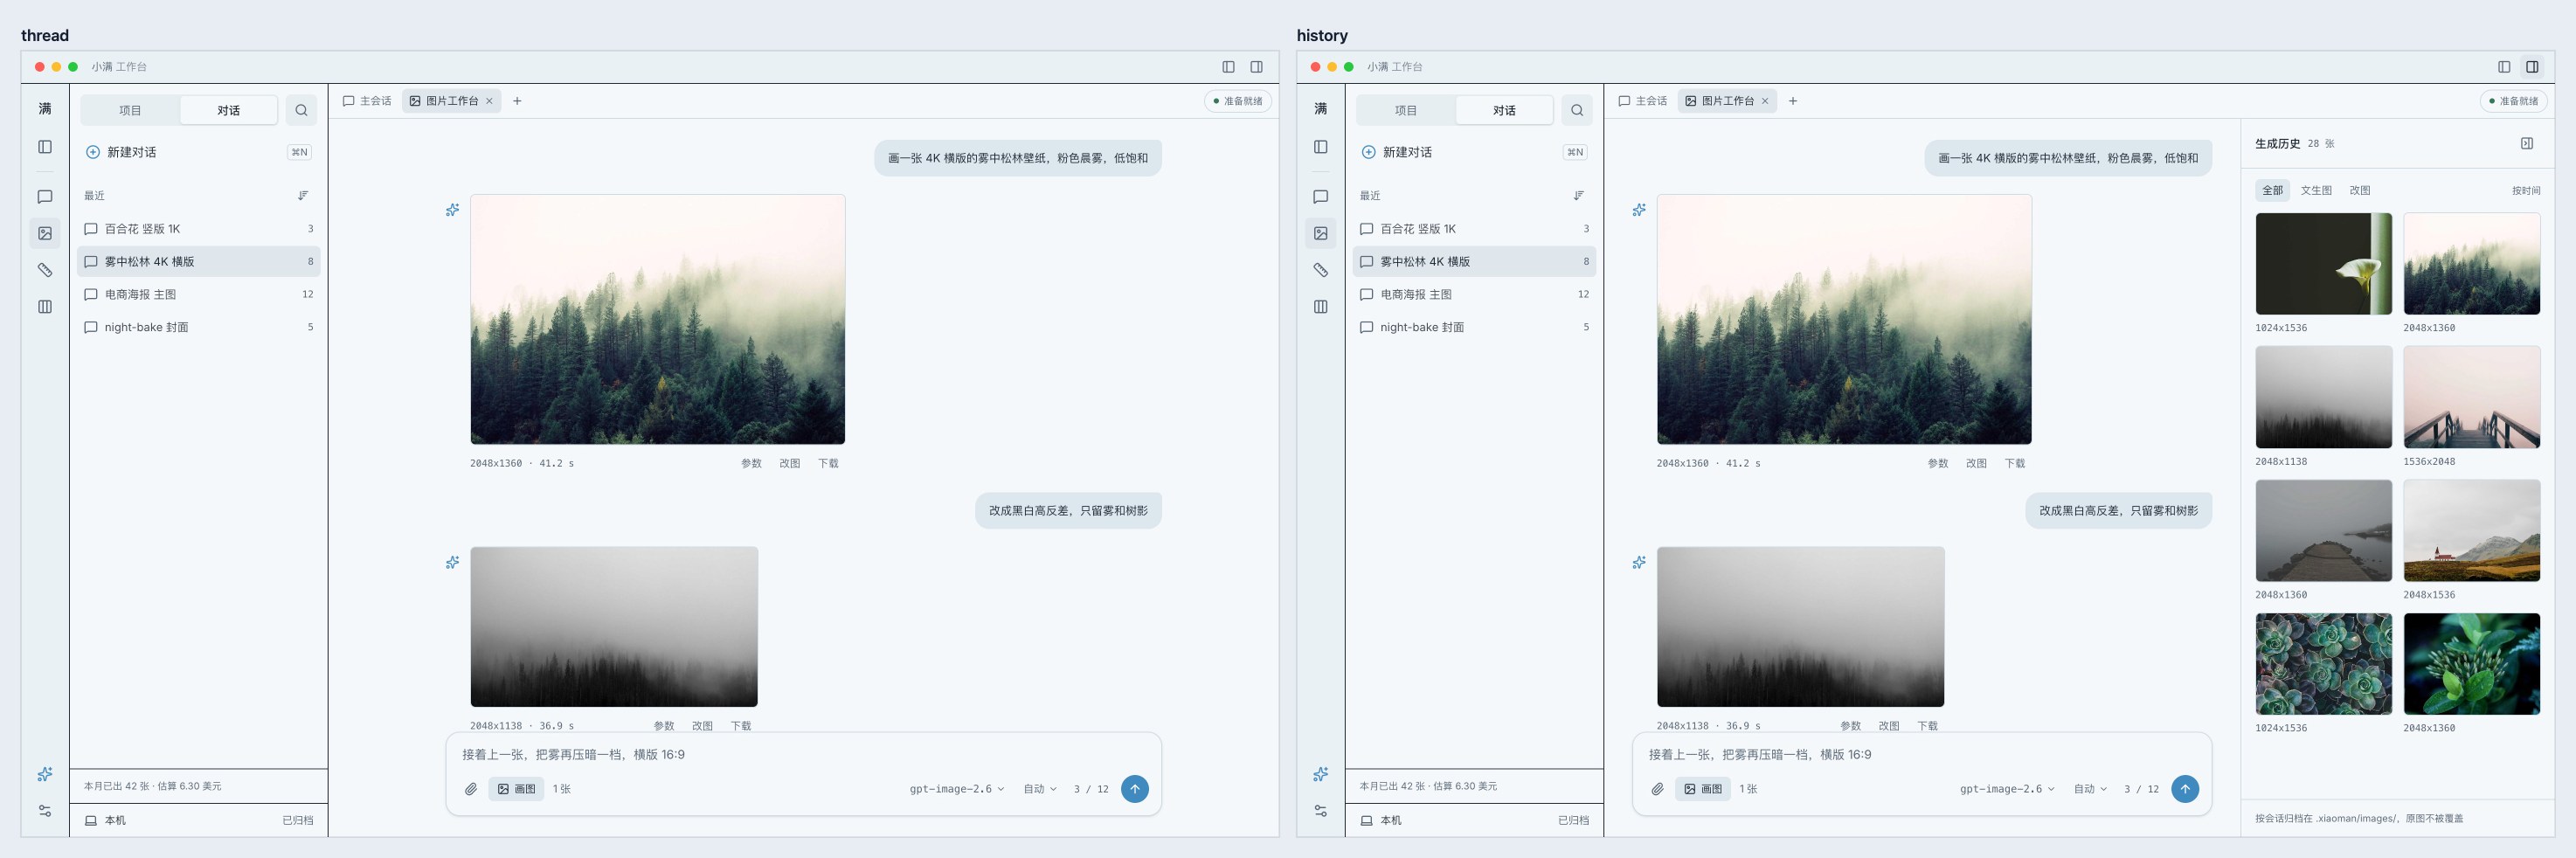 thread
小满 工作台
满
项目
对话
新建对话
⌘N
最近
百合花 竖版 1K
3
雾中松林 4K 横版
8
电商海报 主图
12
night-bake 封面
5
本月已出 42 张 · 估算 6.30 美元
本机
已归档
主会话
图片工作台
准备就绪
画一张 4K 横版的雾中松林壁纸，粉色晨雾，低饱和
2048x1360 · 41.2 s
参数
改图
下载
改成黑白高反差，只留雾和树影
2048x1138 · 36.9 s
参数
改图
下载
接着上一张，把雾再压暗一档，横版 16:9
画图
1 张
gpt-image-2.6
自动
3 / 12
history
小满 工作台
满
项目
对话
新建对话
⌘N
最近
百合花 竖版 1K
3
雾中松林 4K 横版
8
电商海报 主图
12
night-bake 封面
5
本月已出 42 张 · 估算 6.30 美元
本机
已归档
主会话
图片工作台
准备就绪
画一张 4K 横版的雾中松林壁纸，粉色晨雾，低饱和
2048x1360 · 41.2 s
参数
改图
下载
改成黑白高反差，只留雾和树影
2048x1138 · 36.9 s
参数
改图
下载
接着上一张，把雾再压暗一档，横版 16:9
画图
1 张
gpt-image-2.6
自动
3 / 12
生成历史
28 张
全部
文生图
改图
按时间
1024x1536
2048x1360
2048x1138
1536x2048
2048x1360
2048x1536
1024x1536
2048x1360
按会话归档在 .xiaoman/images/，原图不被覆盖